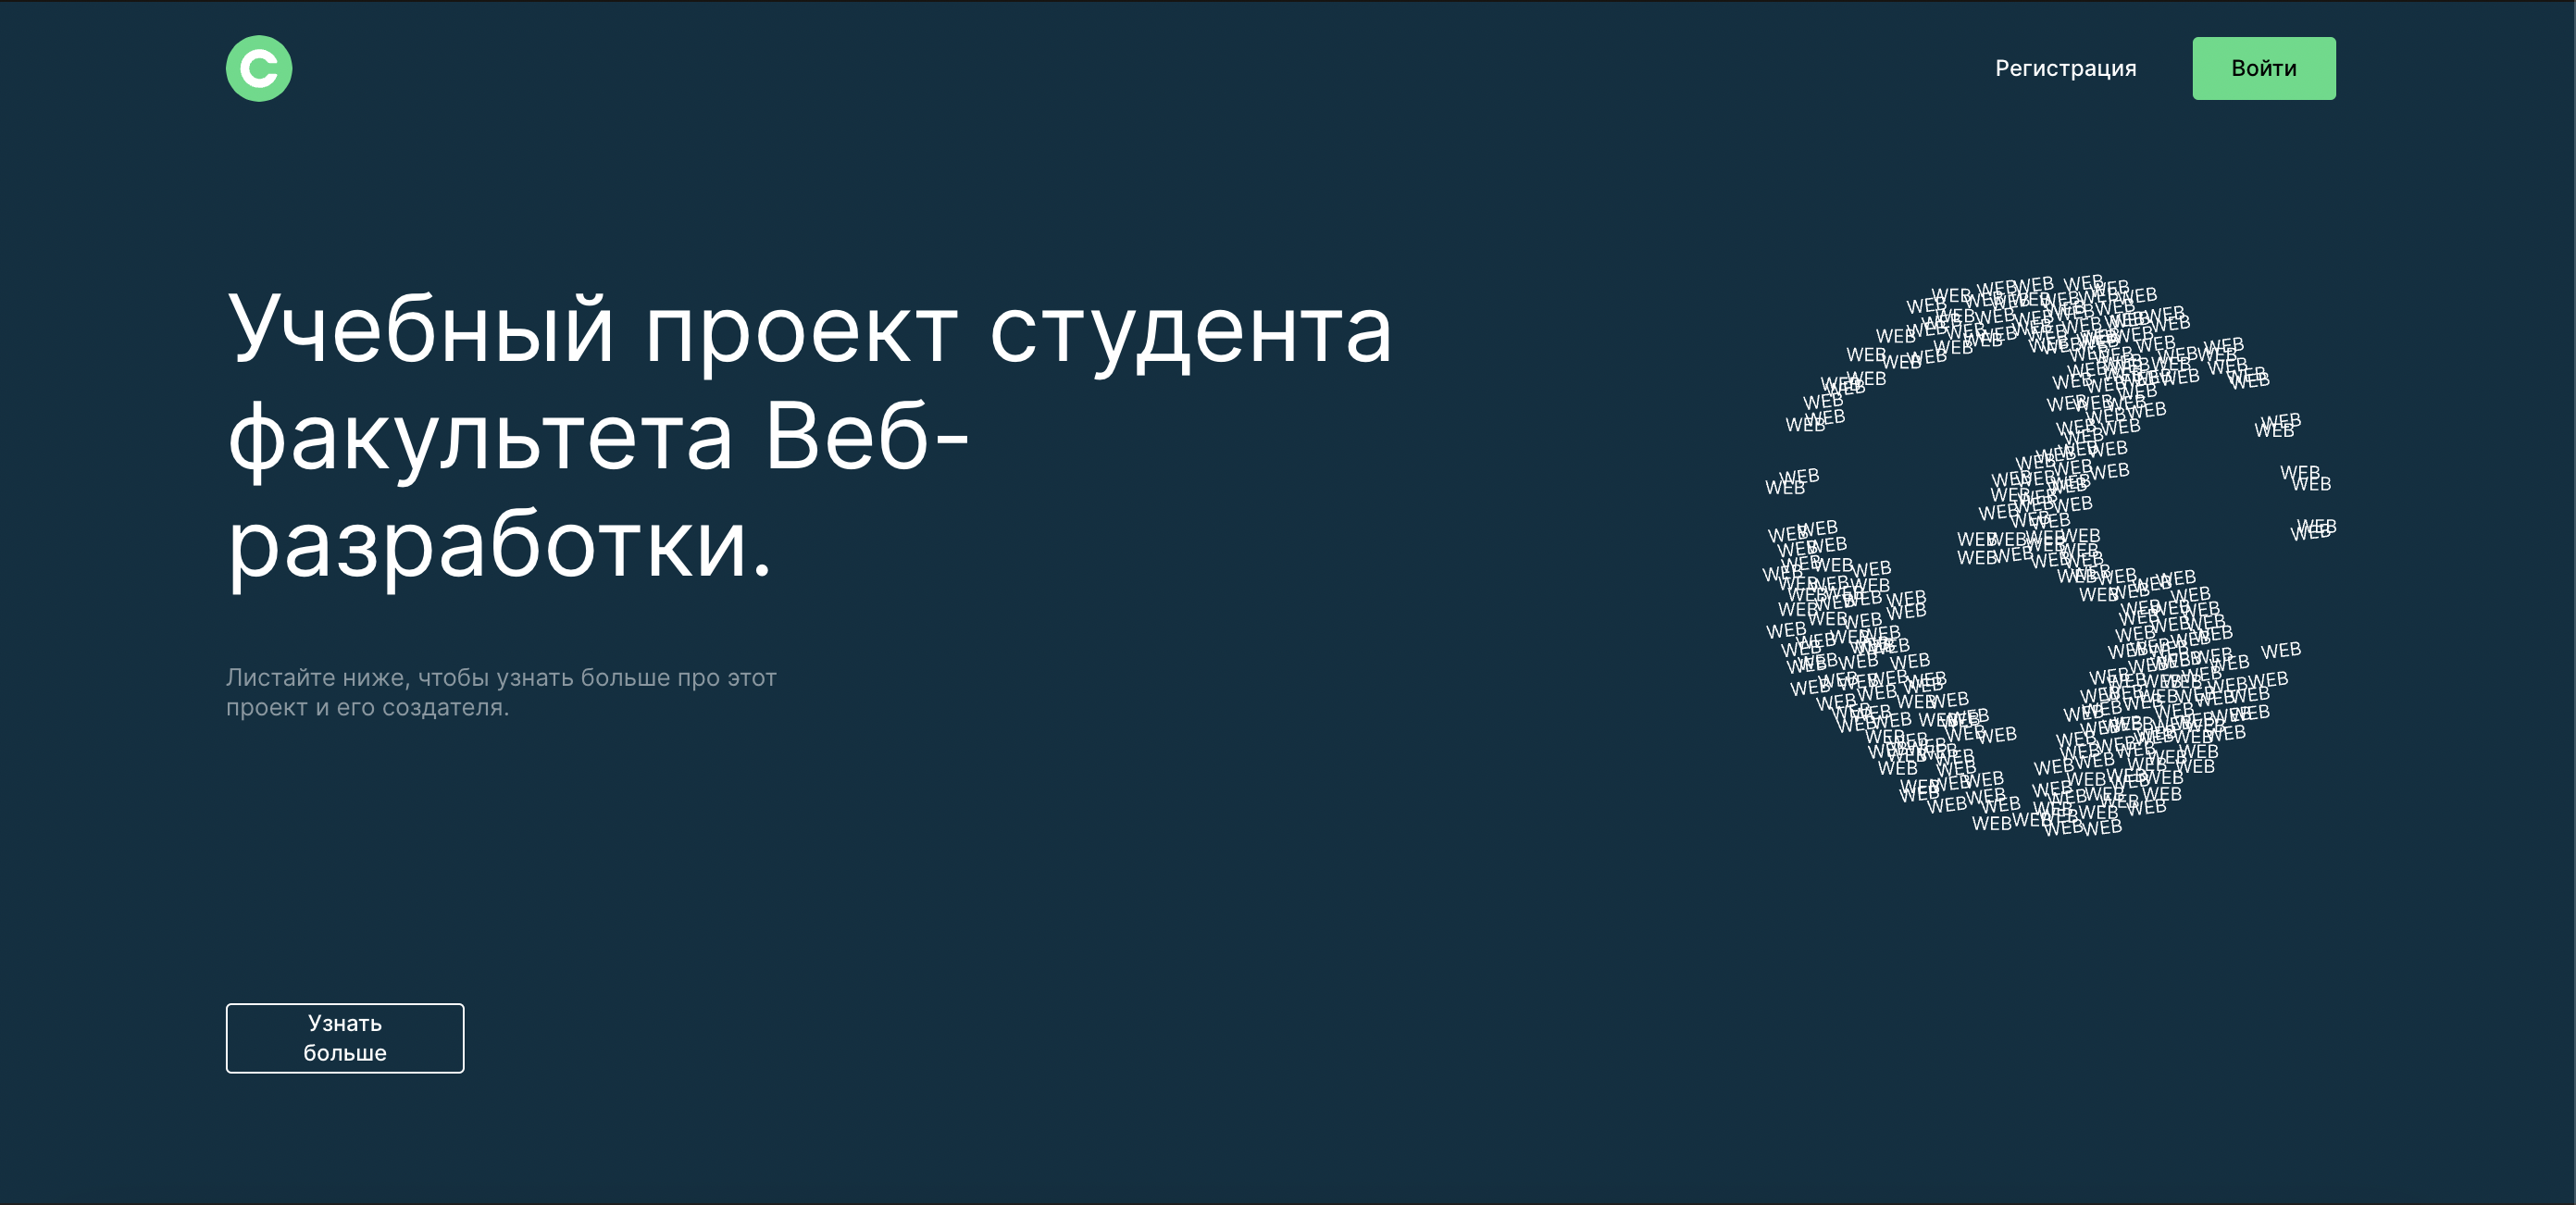 C
Регистрация
Войти
Учебный проект студента
факультета Веб-
разработки.
Листайте ниже, чтобы узнать больше про этот
проект и его создателя.
WEB
Узнать
больше